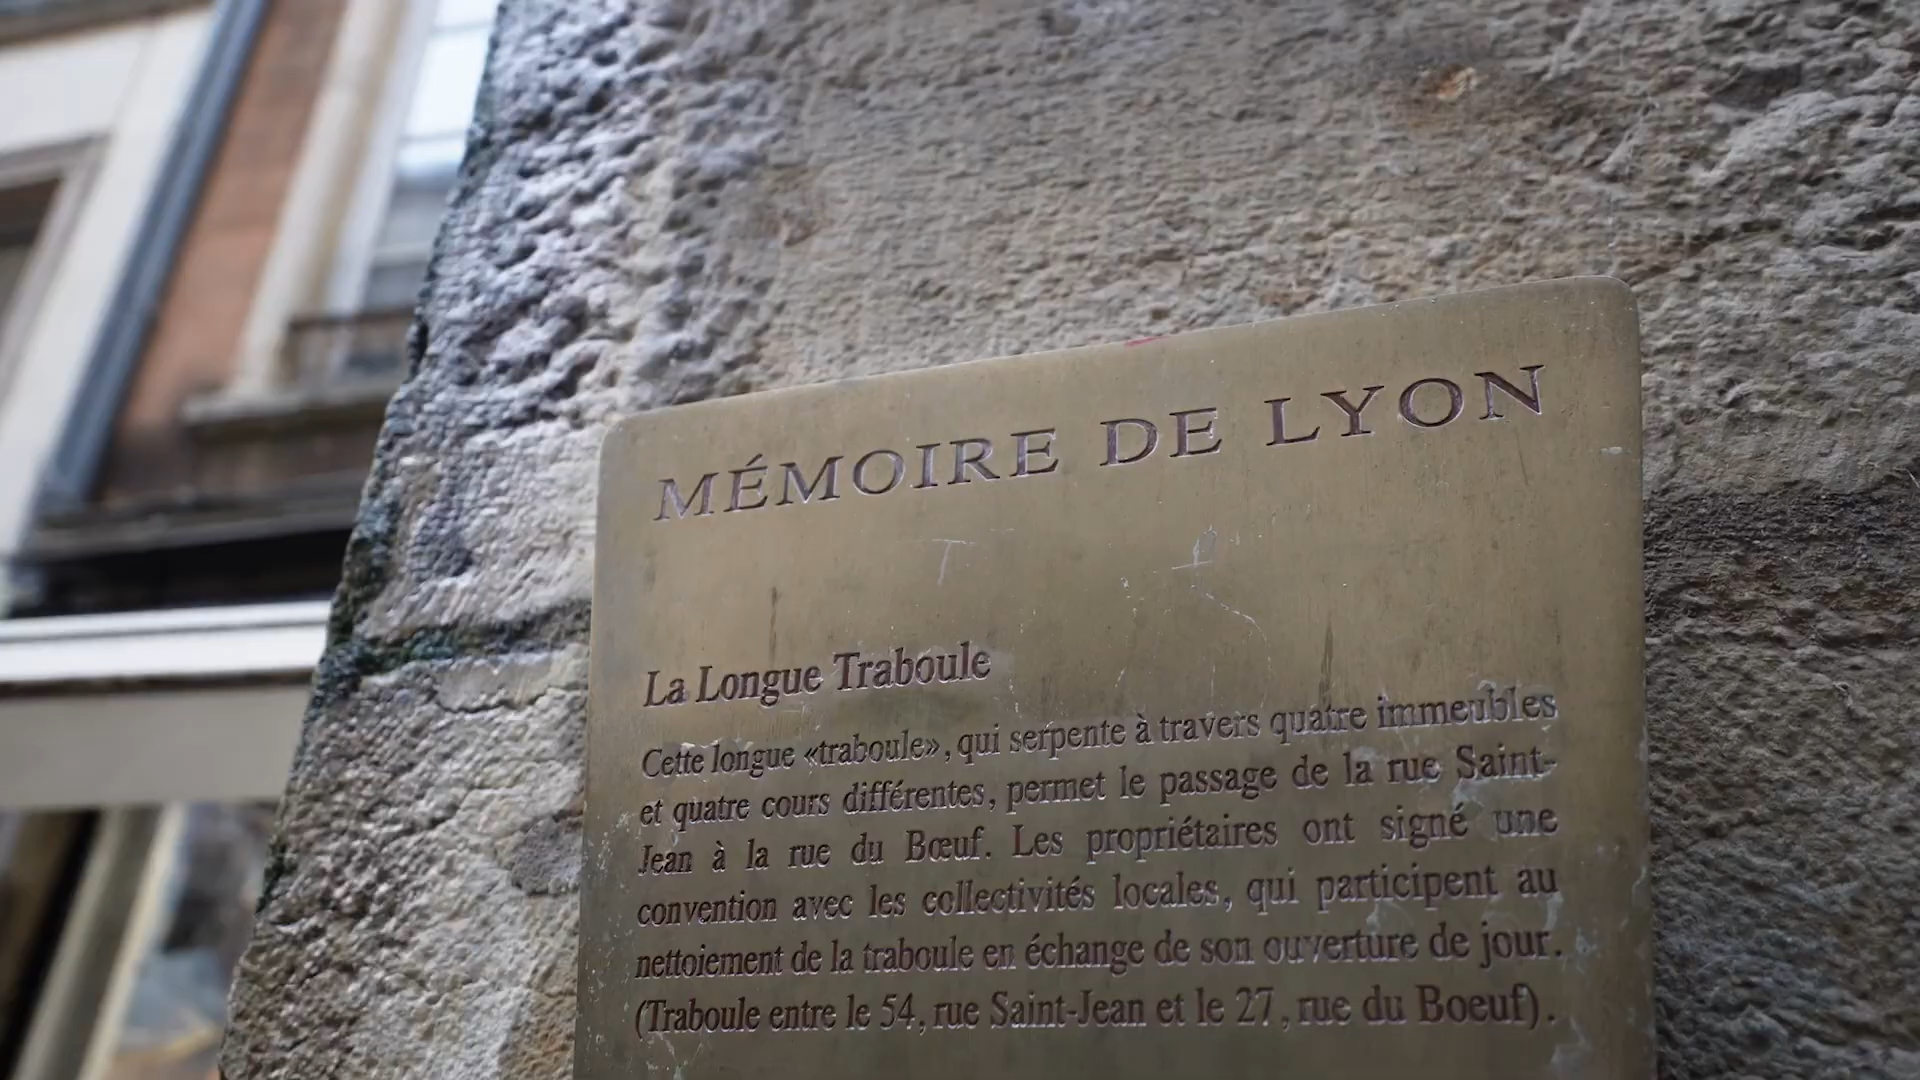 MÉMOIRE DE LYON
La Longue Traboule
Cette longue «traboule», qui serpente à travers quatre immeubles
et quatre cours différentes, permet le passage de la rue Saint-
Jean à la rue du Bœuf. Les propriétaires ont signé une
convention avec les collectivités locales, qui participent au
nettoiement de la traboule en échange de son ouverture de jour.
(Traboule entre le 54, rue Saint-Jean et le 27, rue du Boeuf).